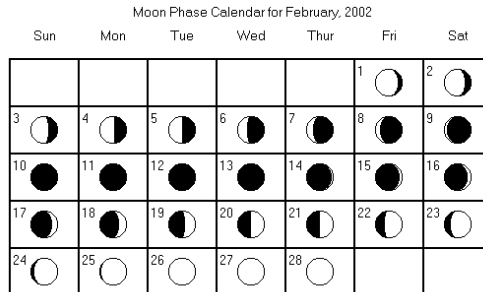 Moon Phase Calendar for February, 2002
Sun Mon Tue Wed Thur Fri Sat
1 2
3 4 5 6 7 8 9
10 11 12 13 14 15 16
17 18 19 20 21 22 23
24 25 26 27 28